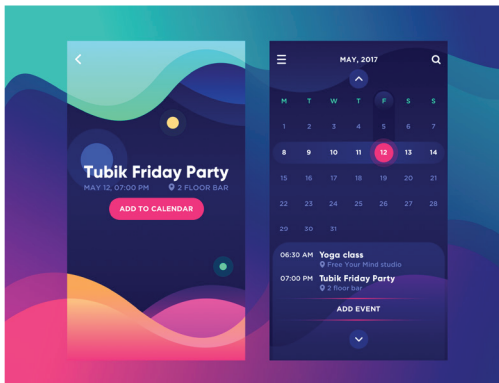 Tubik Friday Party
MAY 12, 07:00 PM 2 FLOOR BAR
ADD TO CALENDAR
MAY, 2017
M T W T F S S
1 2 3 4 5 6 7
8 9 10 11 12 13 14
15 16 17 18 19 20 21
22 23 24 25 26 27 28
29 30 31
06:30 AM Yoga class
Free Your Mind studio
07:00 PM Tubik Friday Party
2 floor bar
ADD EVENT